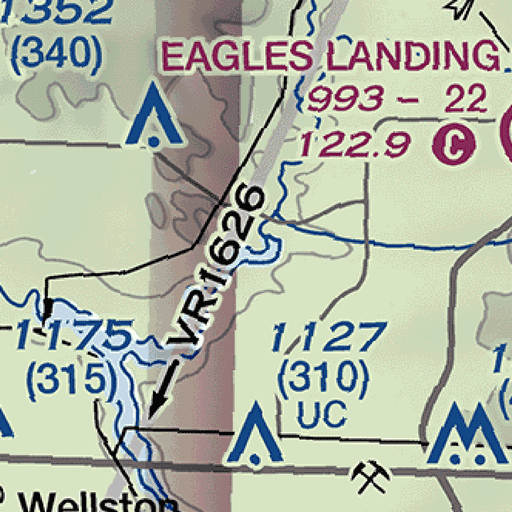 1352
(340)
EAGLES LANDING
993 - 22
122.9 C
VR1626
1175
(315)
1127
(310)
UC
Wellston